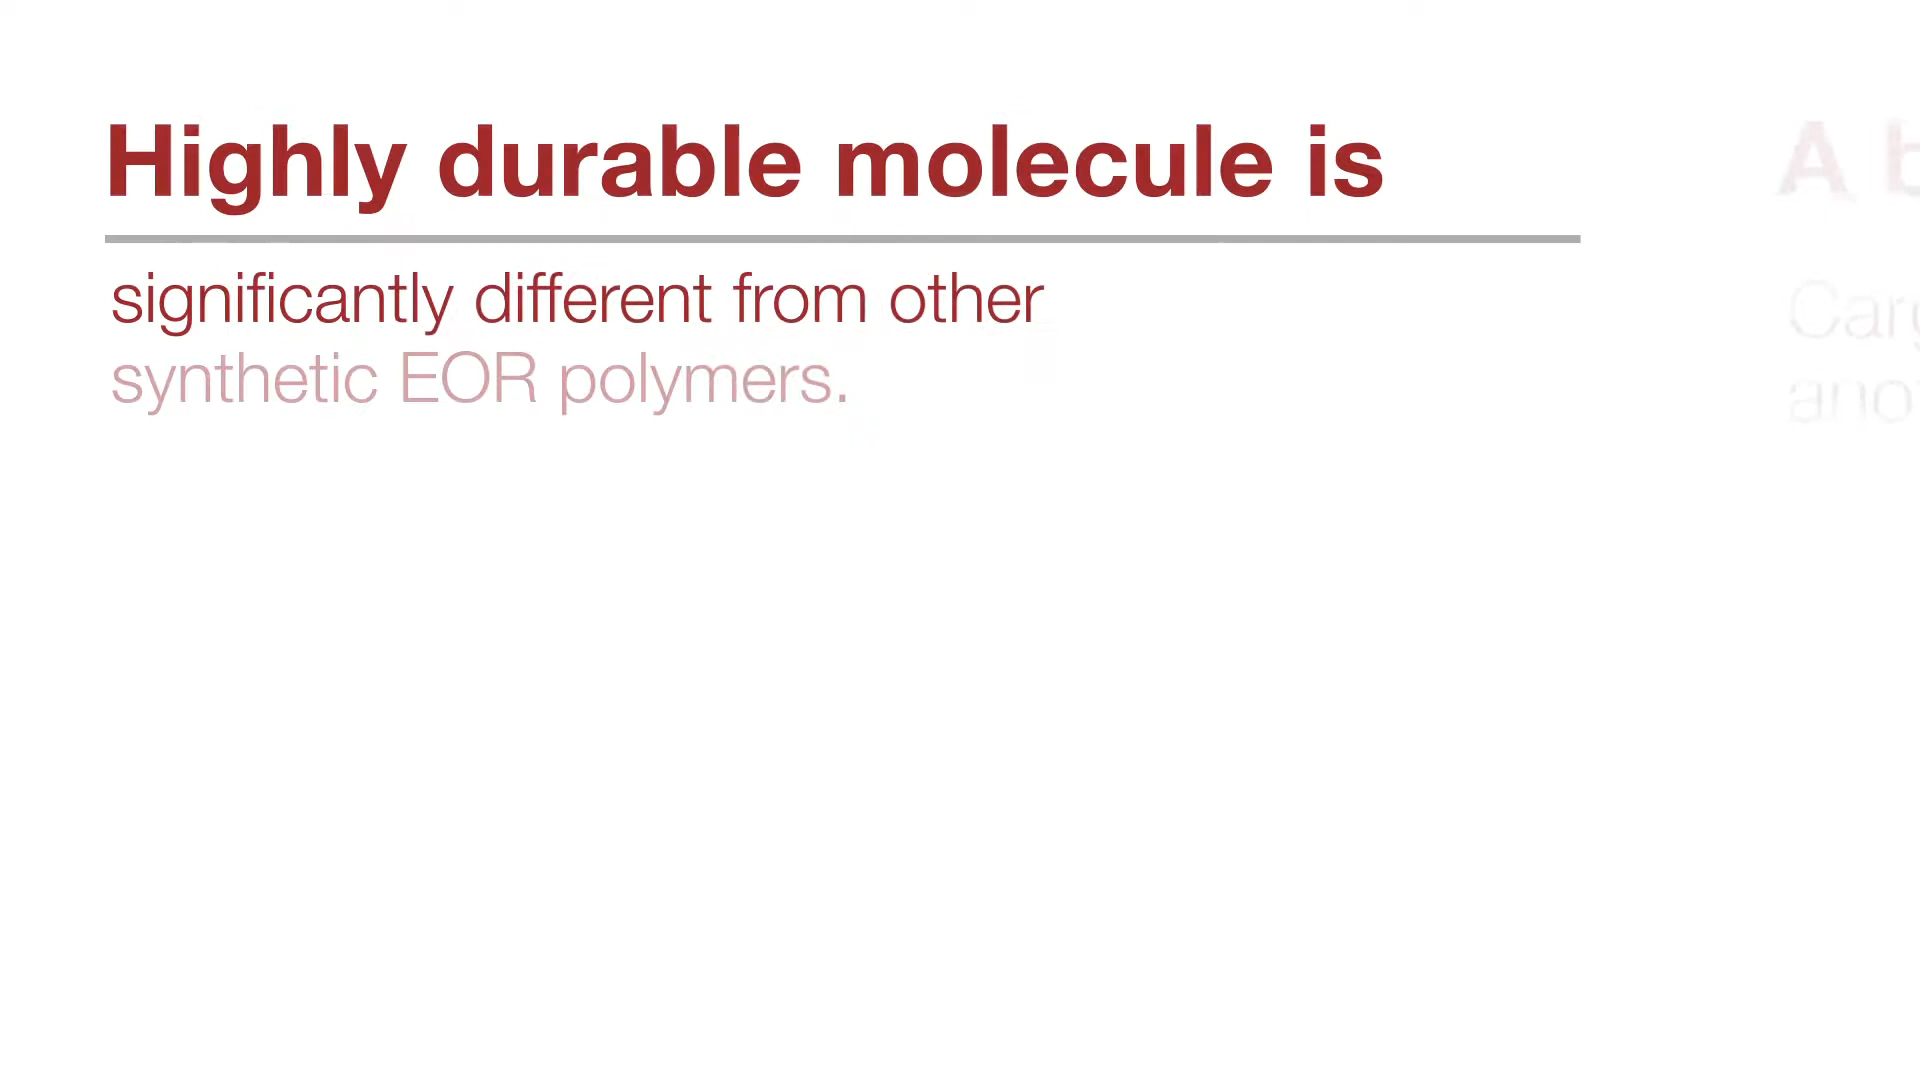 Highly durable molecule is
significantly different from other
synthetic EOR polymers.
A